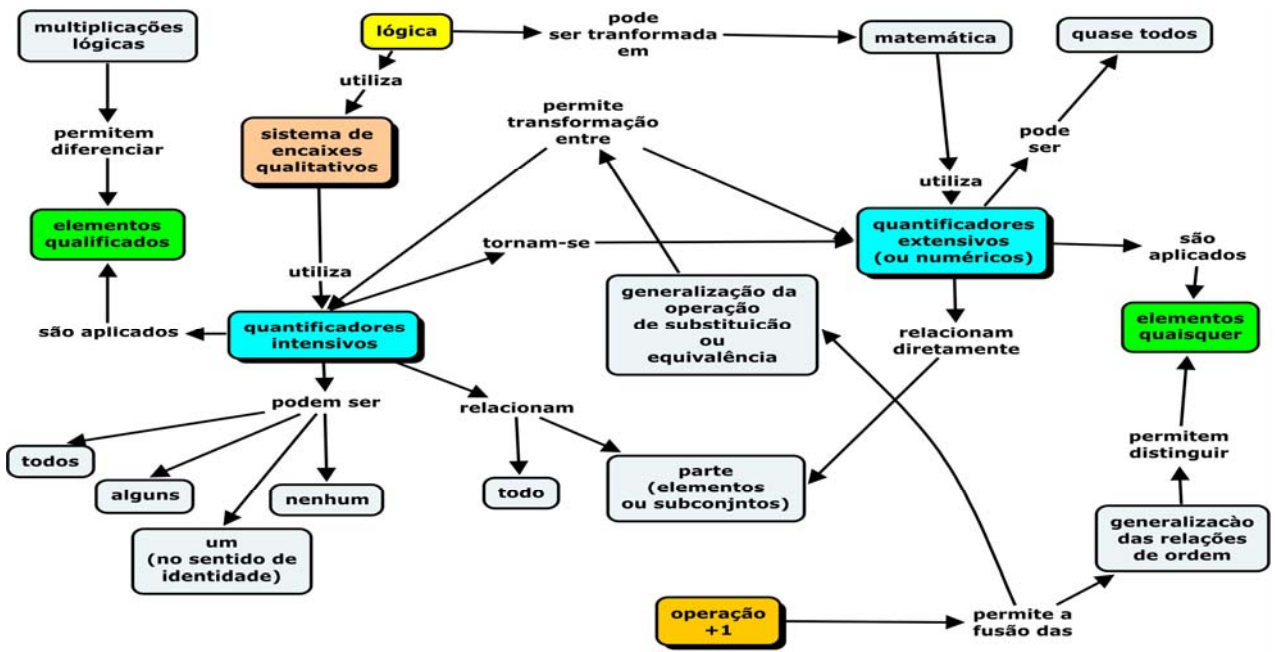 multiplicações
lógicas
lógica
pode
ser tranformada
em
matemática
quase todos
utiliza
permitem
diferenciar
sistema de
encaixes
qualitativos
permite
transformação
entre
pode
ser
utiliza
elementos
qualificados
tornam-se
quantificadores
extensivos
(ou numéricos)
são
aplicados
utiliza
generalização da
operação
de substituicão
ou
equivalência
são aplicados
quantificadores
intensivos
relacionam
diretamente
elementos
quaisquer
podem ser
relacionam
permitem
distinguir
todos
alguns
nenhum
todo
parte
(elementos
ou subconjntos)
um
(no sentido de
identidade)
generalizacào
das relações
de ordem
operação
+1
permite a
fusão das